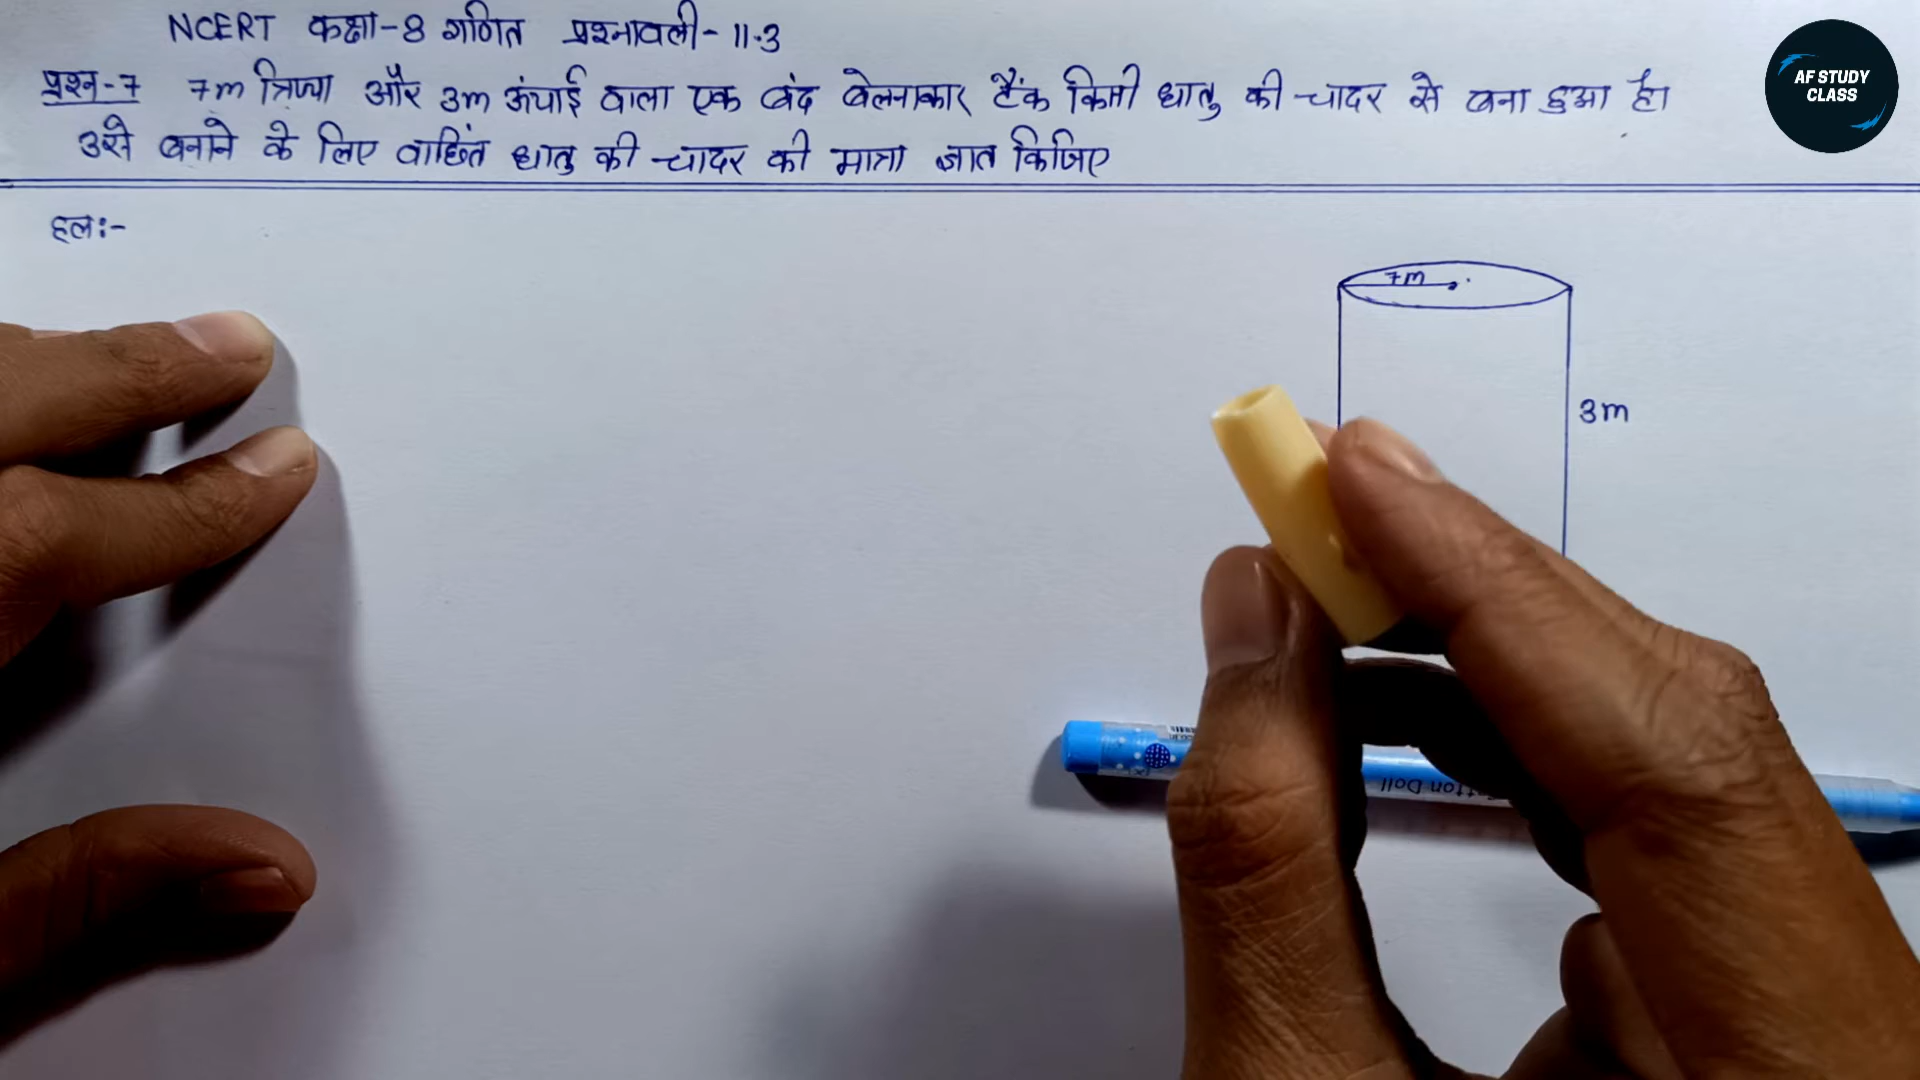 NCERT कक्षा-8 गणित प्रश्नावली- 11.3
प्रश्न-7 7m त्रिज्या और 3m ऊंचाई वाला एक बंद बेलनाकार टैंक किसी धातु की चादर से बना हुआ है।
उसे बनाने के लिए वांछित धातु की चादर की मात्रा ज्ञात किजिए
हल:-
7m
3m
AF STUDY
CLASS